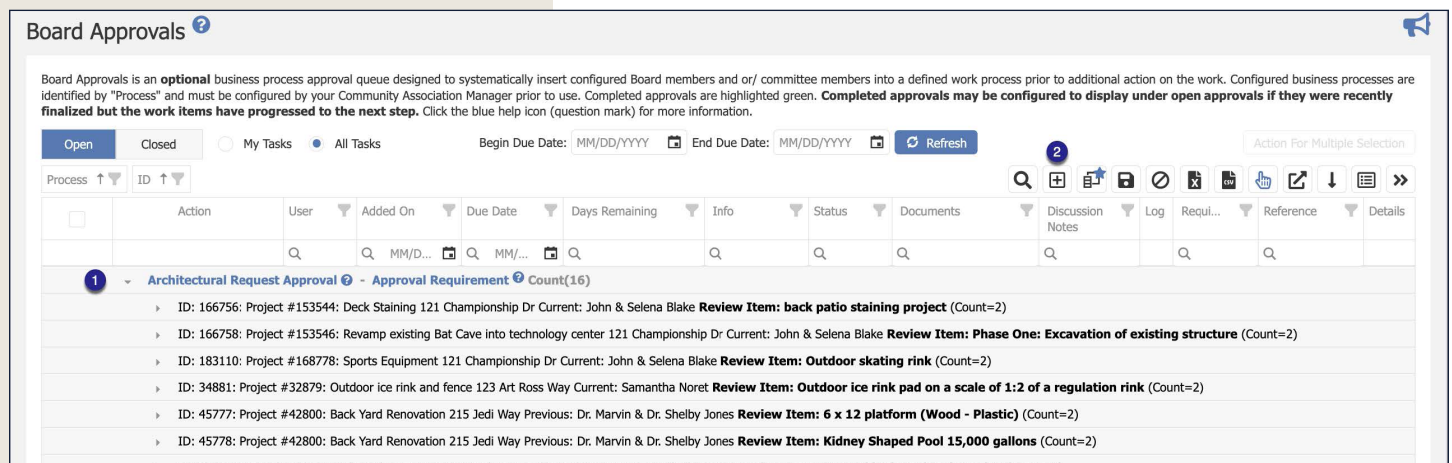 Board Approvals ?
Board Approvals is an optional business process approval queue designed to systematically insert configured Board members and or/ committee members into a defined work process prior to additional action on the work. Configured business processes are
identified by "Process" and must be configured by your Community Association Manager prior to use. Completed approvals are highlighted green. Completed approvals may be configured to display under open approvals if they were recently
finalized but the work items have progressed to the next step. Click the blue help icon (question mark) for more information.
Open Closed My Tasks All Tasks Begin Due Date: MM/DD/YYYY End Due Date: MM/DD/YYYY Refresh Action For Multiple Selection
2
Process ↑ ID ↑ X CSV
Action User Added On Due Date Days Remaining Info Status Documents Discussion Notes Log Requi... Reference Details
MM/D... MM/...
1 Architectural Request Approval ? - Approval Requirement ? Count(16)
ID: 166756: Project #153544: Deck Staining 121 Championship Dr Current: John & Selena Blake Review Item: back patio staining project (Count=2)
ID: 166758: Project #153546: Revamp existing Bat Cave into technology center 121 Championship Dr Current: John & Selena Blake Review Item: Phase One: Excavation of existing structure (Count=2)
ID: 183110: Project #168778: Sports Equipment 121 Championship Dr Current: John & Selena Blake Review Item: Outdoor skating rink (Count=2)
ID: 34881: Project #32879: Outdoor ice rink and fence 123 Art Ross Way Current: Samantha Noret Review Item: Outdoor ice rink pad on a scale of 1:2 of a regulation rink (Count=2)
ID: 45777: Project #42800: Back Yard Renovation 215 Jedi Way Previous: Dr. Marvin & Dr. Shelby Jones Review Item: 6 x 12 platform (Wood - Plastic) (Count=2)
ID: 45778: Project #42800: Back Yard Renovation 215 Jedi Way Previous: Dr. Marvin & Dr. Shelby Jones Review Item: Kidney Shaped Pool 15,000 gallons (Count=2)